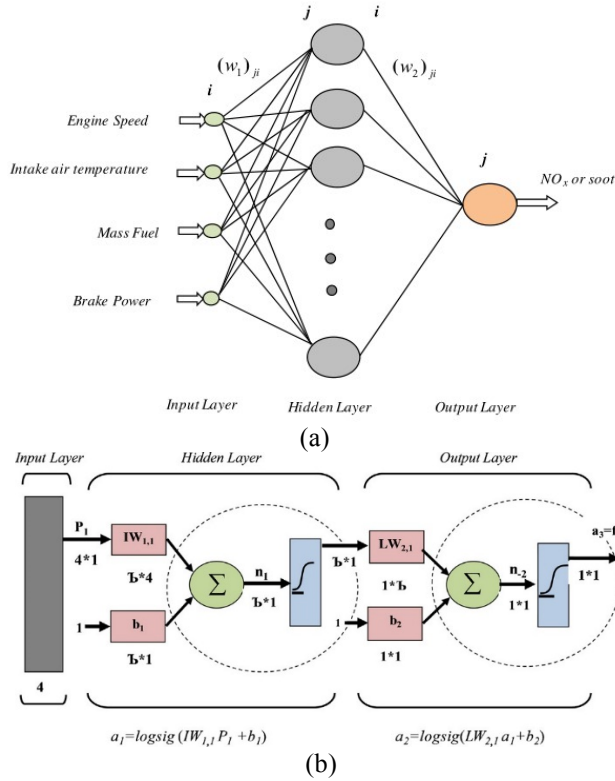 j
i
(w₁)ⱼᵢ
(w₂)ⱼᵢ
i
Engine Speed
j
Intake air temperature
NOₓ or soot
Mass Fuel
Brake Power
Input Layer
Hidden Layer
Output Layer
(a)
Input Layer
Hidden Layer
Output Layer
P₁
IW₁,₁
LW₂,₁
a₃=
4*1
Ъ*1
1*1
Ъ*4
Σ
n₁
1*Ъ
Σ
n₋₂
Ъ*1
1*1
1
b₁
1
b₂
Ъ*1
1*1
4
a₁=logsig (IW₁,₁ P₁ +b₁)
a₂=logsig(LW₂,₁ a₁+b₂)
(b)